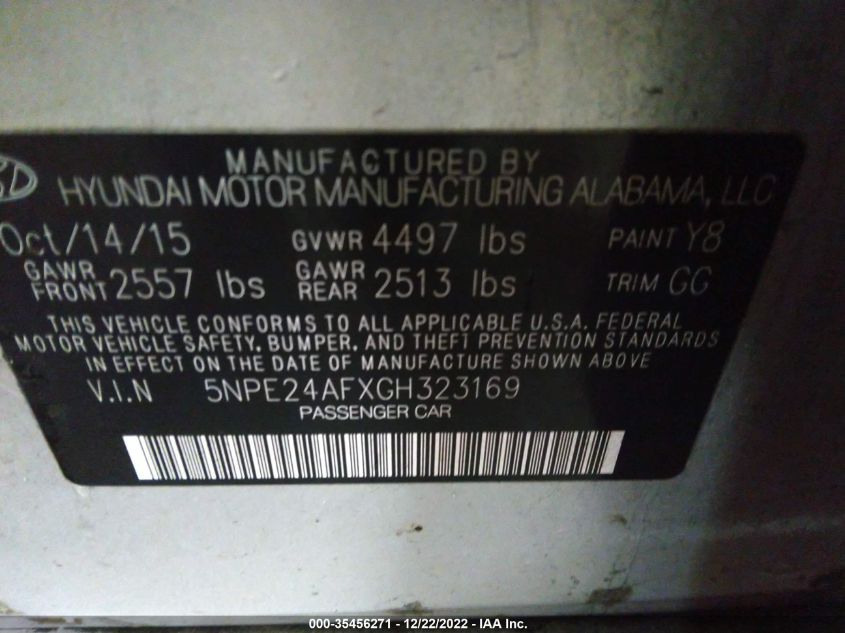 MANUFACTURED BY
HYUNDAI MOTOR MANUFACTURING ALABAMA, LLC
Oct/14/15 GVWR 4497 lbs PAINT Y8
GAWR FRONT 2557 lbs GAWR REAR 2513 lbs TRIM GG
THIS VEHICLE CONFORMS TO ALL APPLICABLE U.S.A. FEDERAL
MOTOR VEHICLE SAFETY, BUMPER, AND THEFT PREVENTION STANDARDS
IN EFFECT ON THE DATE OF MANUFACTURE SHOWN ABOVE
V.I.N 5NPE24AFXGH323169
PASSENGER CAR
000-35456271 - 12/22/2022 - IAA Inc.